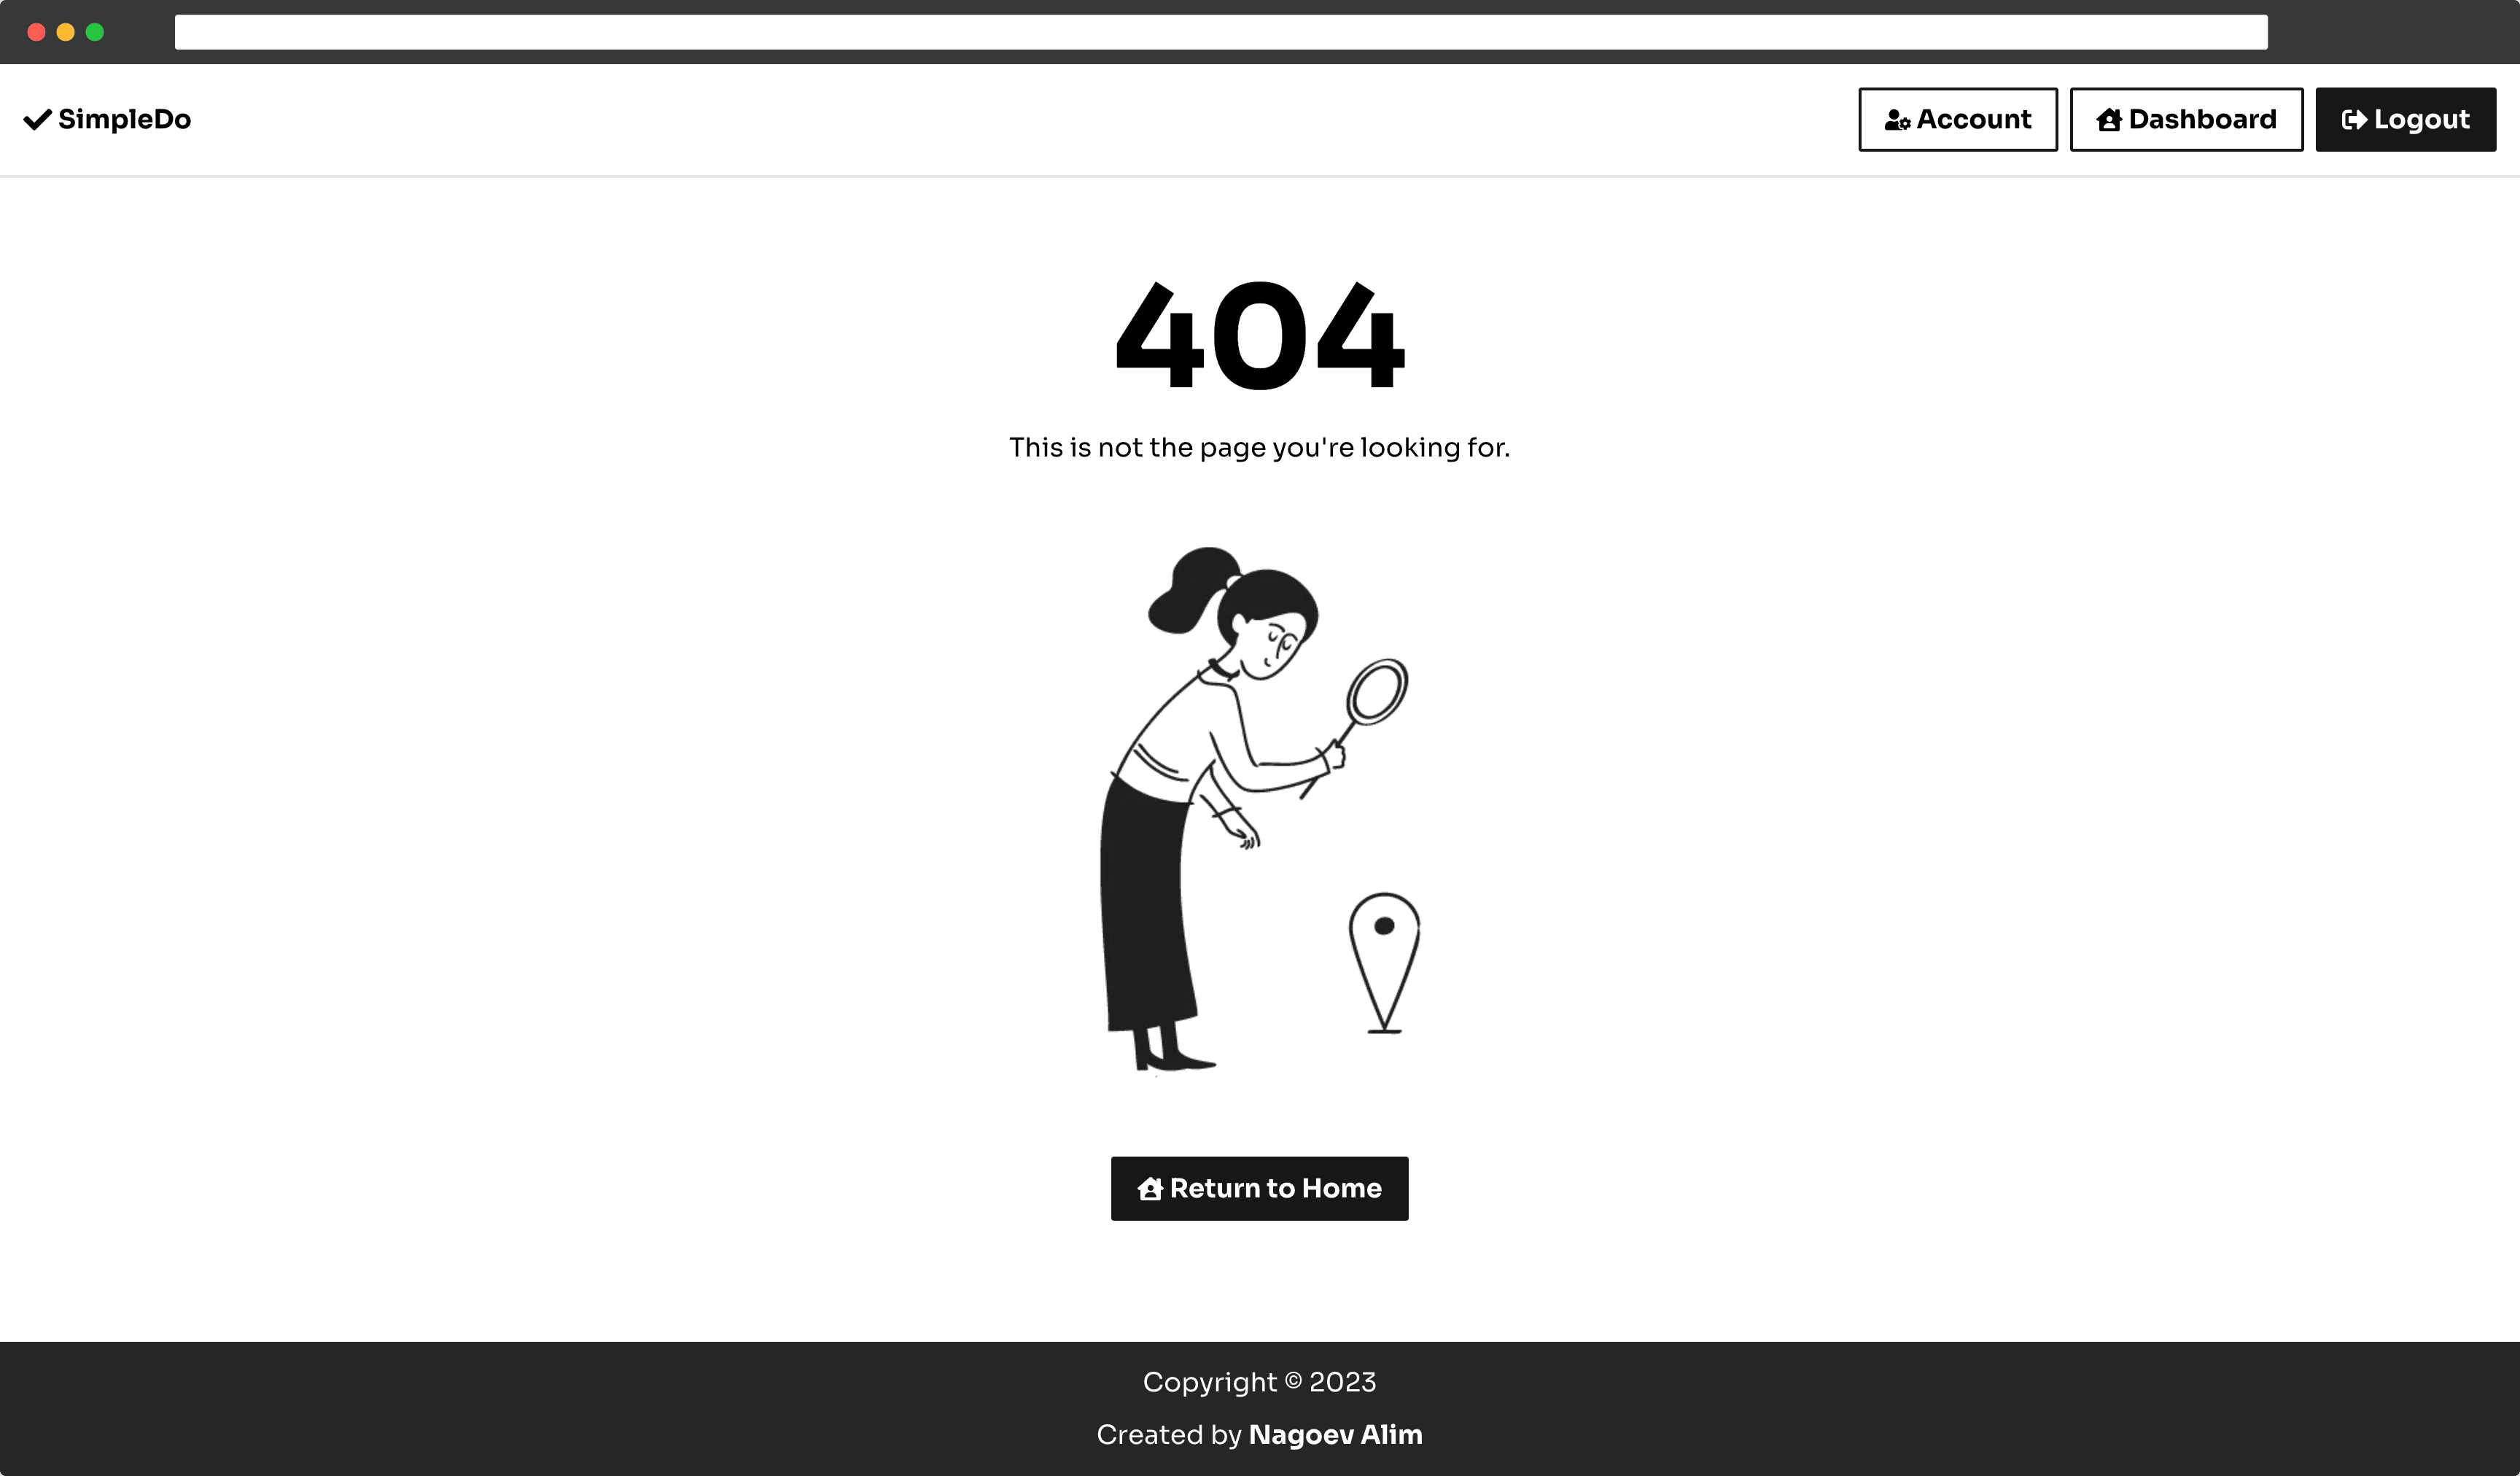 SimpleDo
Account
Dashboard
Logout
404
This is not the page you're looking for.
Return to Home
Copyright © 2023
Created by Nagoev Alim